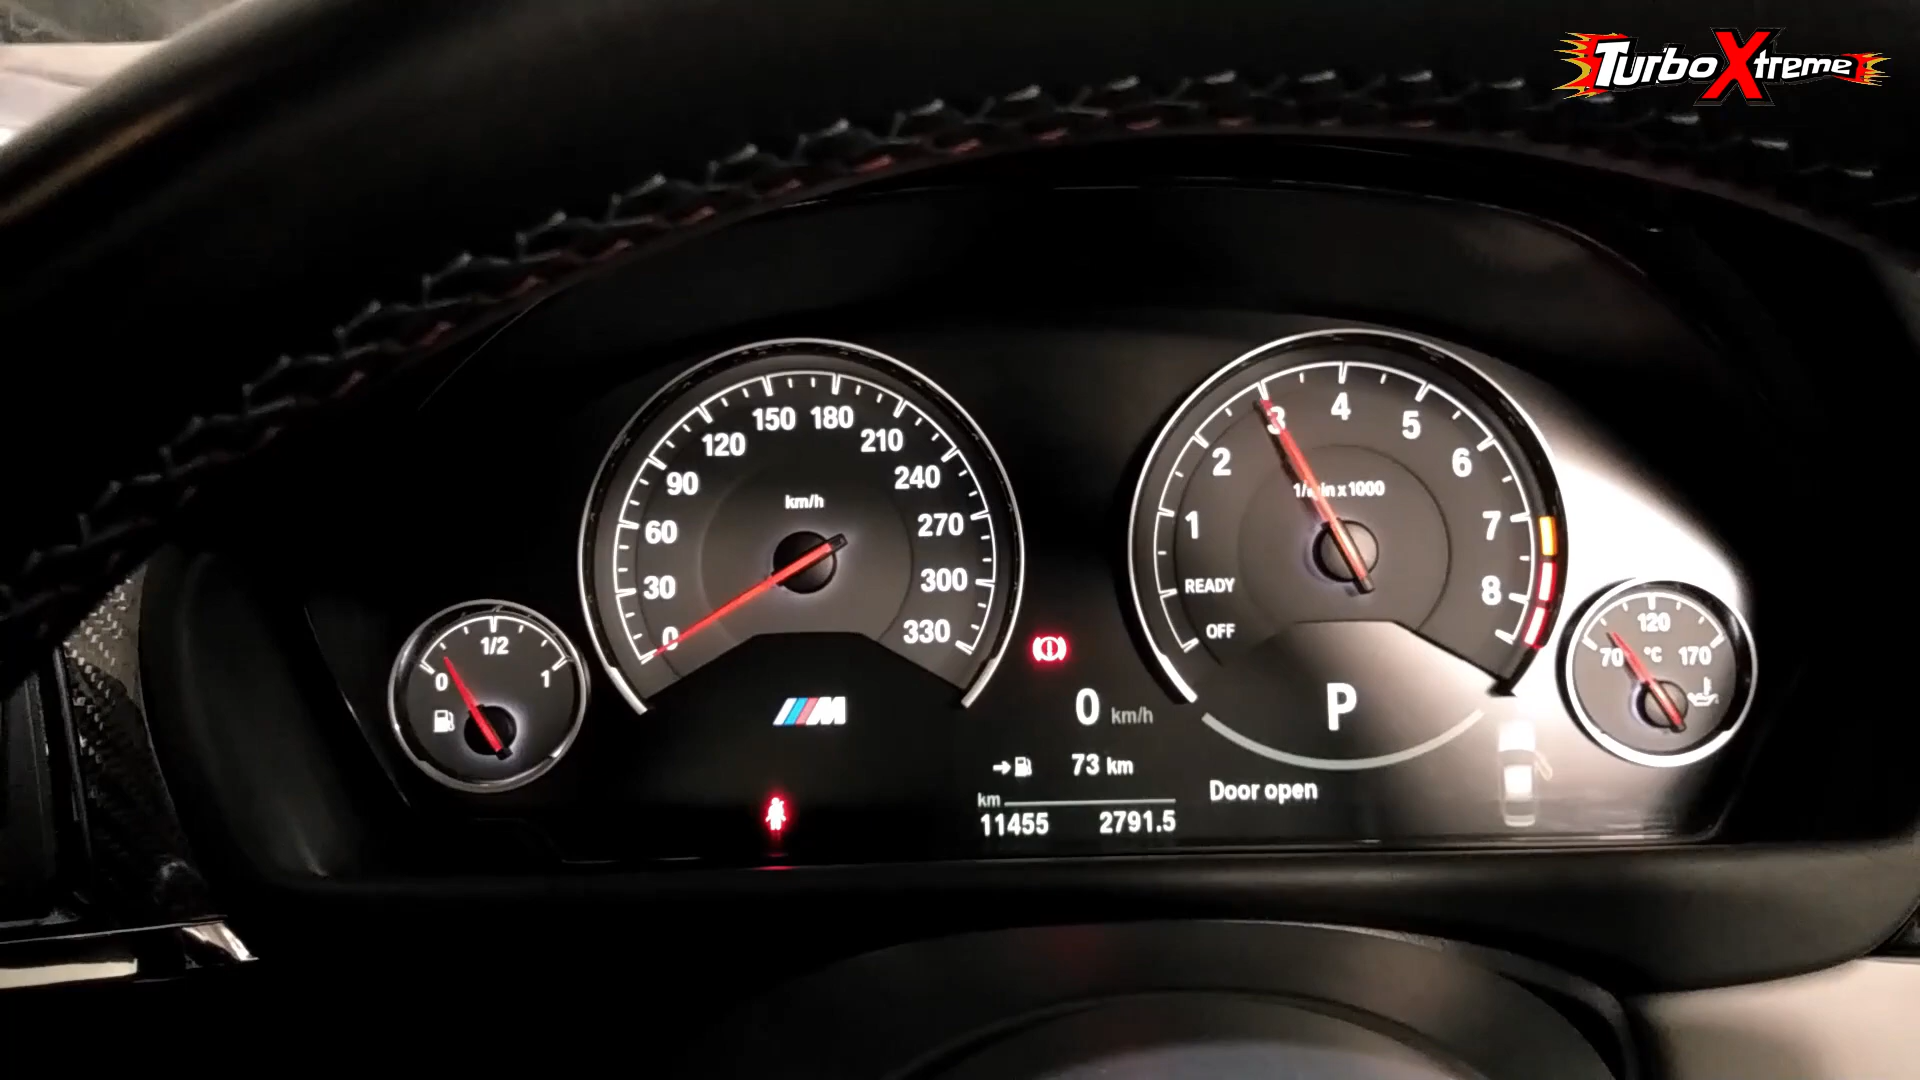 TurboXtreme
150 180
120 210
90 240
km/h
60 270
30 300
0 330
1/2
0 1
M
0 km/h
73 km
km
11455 2791.5
3 4 5
2 6
1/min x 1000
1 7
READY 8
OFF
P
Door open
120
70 °C 170